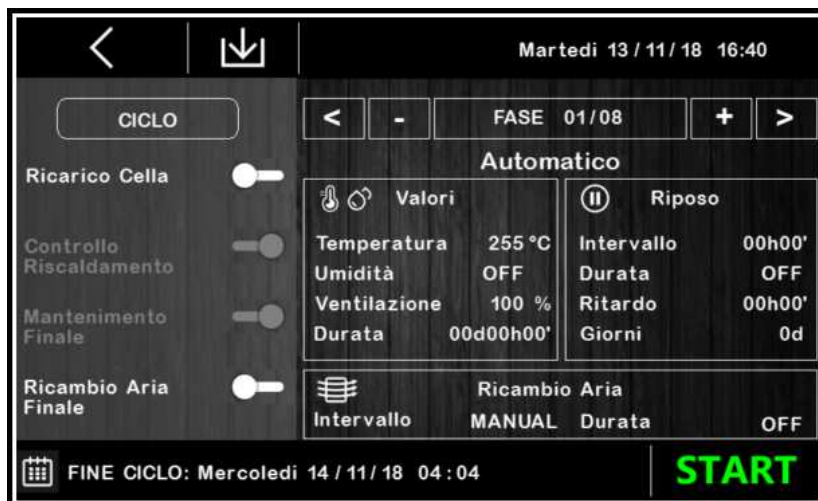 Martedi 13 / 11 / 18 16:40
CICLO
< - FASE 01/08 + >
Automatico
Ricarico Cella
Controllo
Riscaldamento
Mantenimento
Finale
Ricambio Aria
Finale
Valori
Temperatura 255 °C
Umidità OFF
Ventilazione 100 %
Durata 00d00h00'
Riposo
Intervallo 00h00'
Durata OFF
Ritardo 00h00'
Giorni 0d
Ricambio Aria
Intervallo MANUAL Durata OFF
FINE CICLO: Mercoledi 14 / 11 / 18 04 : 04
START